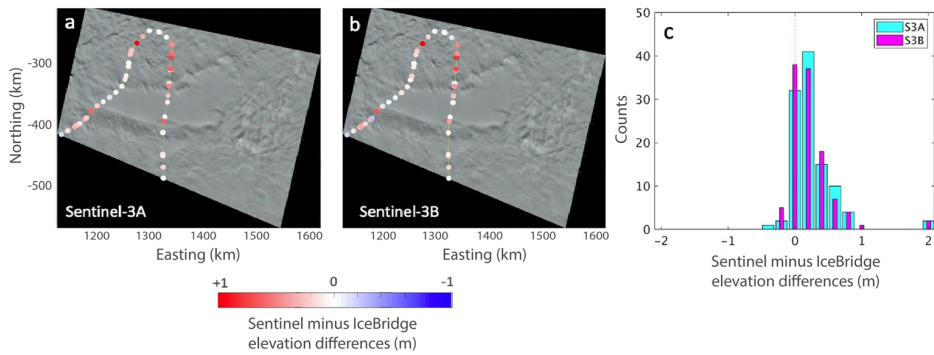 a
b
c
Northing (km)
-300
-400
-500
Sentinel-3A
Sentinel-3B
1200 1300 1400 1500 1600
1200 1300 1400 1500 1600
Easting (km)
Easting (km)
+1 0 -1
Sentinel minus IceBridge
elevation differences (m)
50
40
30
20
10
0
Counts
S3A
S3B
-2 -1 0 1 2
Sentinel minus IceBridge
elevation differences (m)